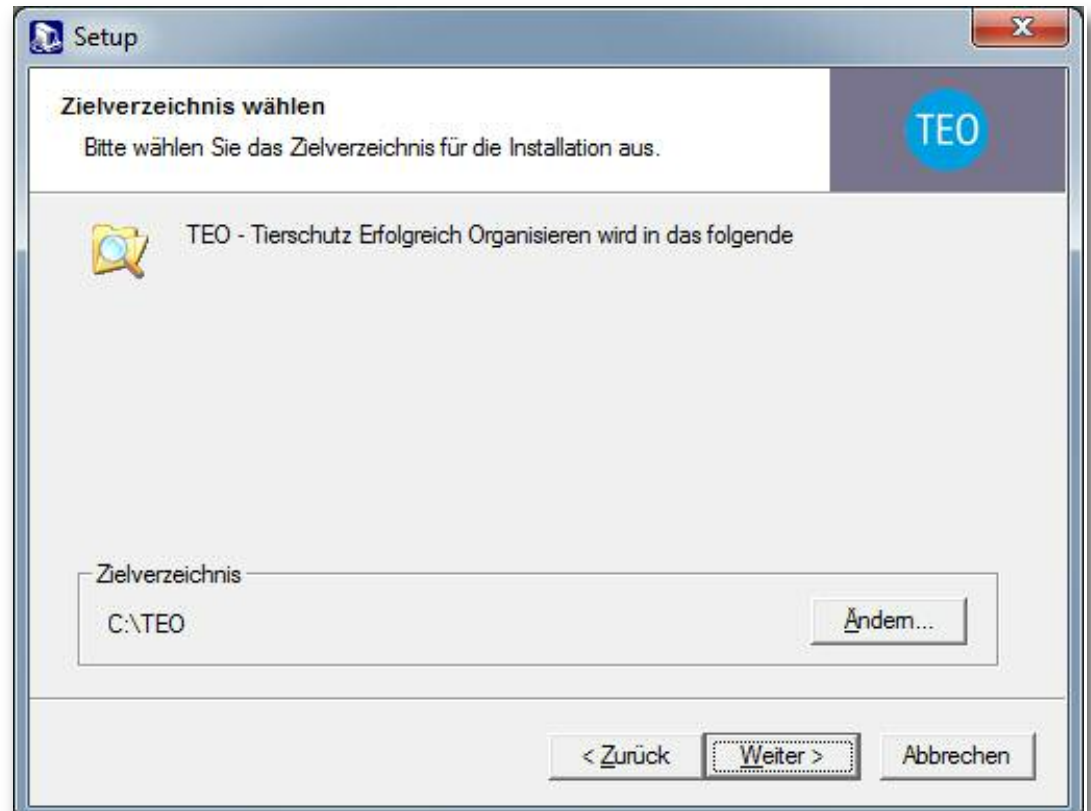 Setup
Zielverzeichnis wählen
Bitte wählen Sie das Zielverzeichnis für die Installation aus.
TEO
TEO - Tierschutz Erfolgreich Organisieren wird in das folgende
Zielverzeichnis
C:\TEO
Ändern...
< Zurück
Weiter >
Abbrechen